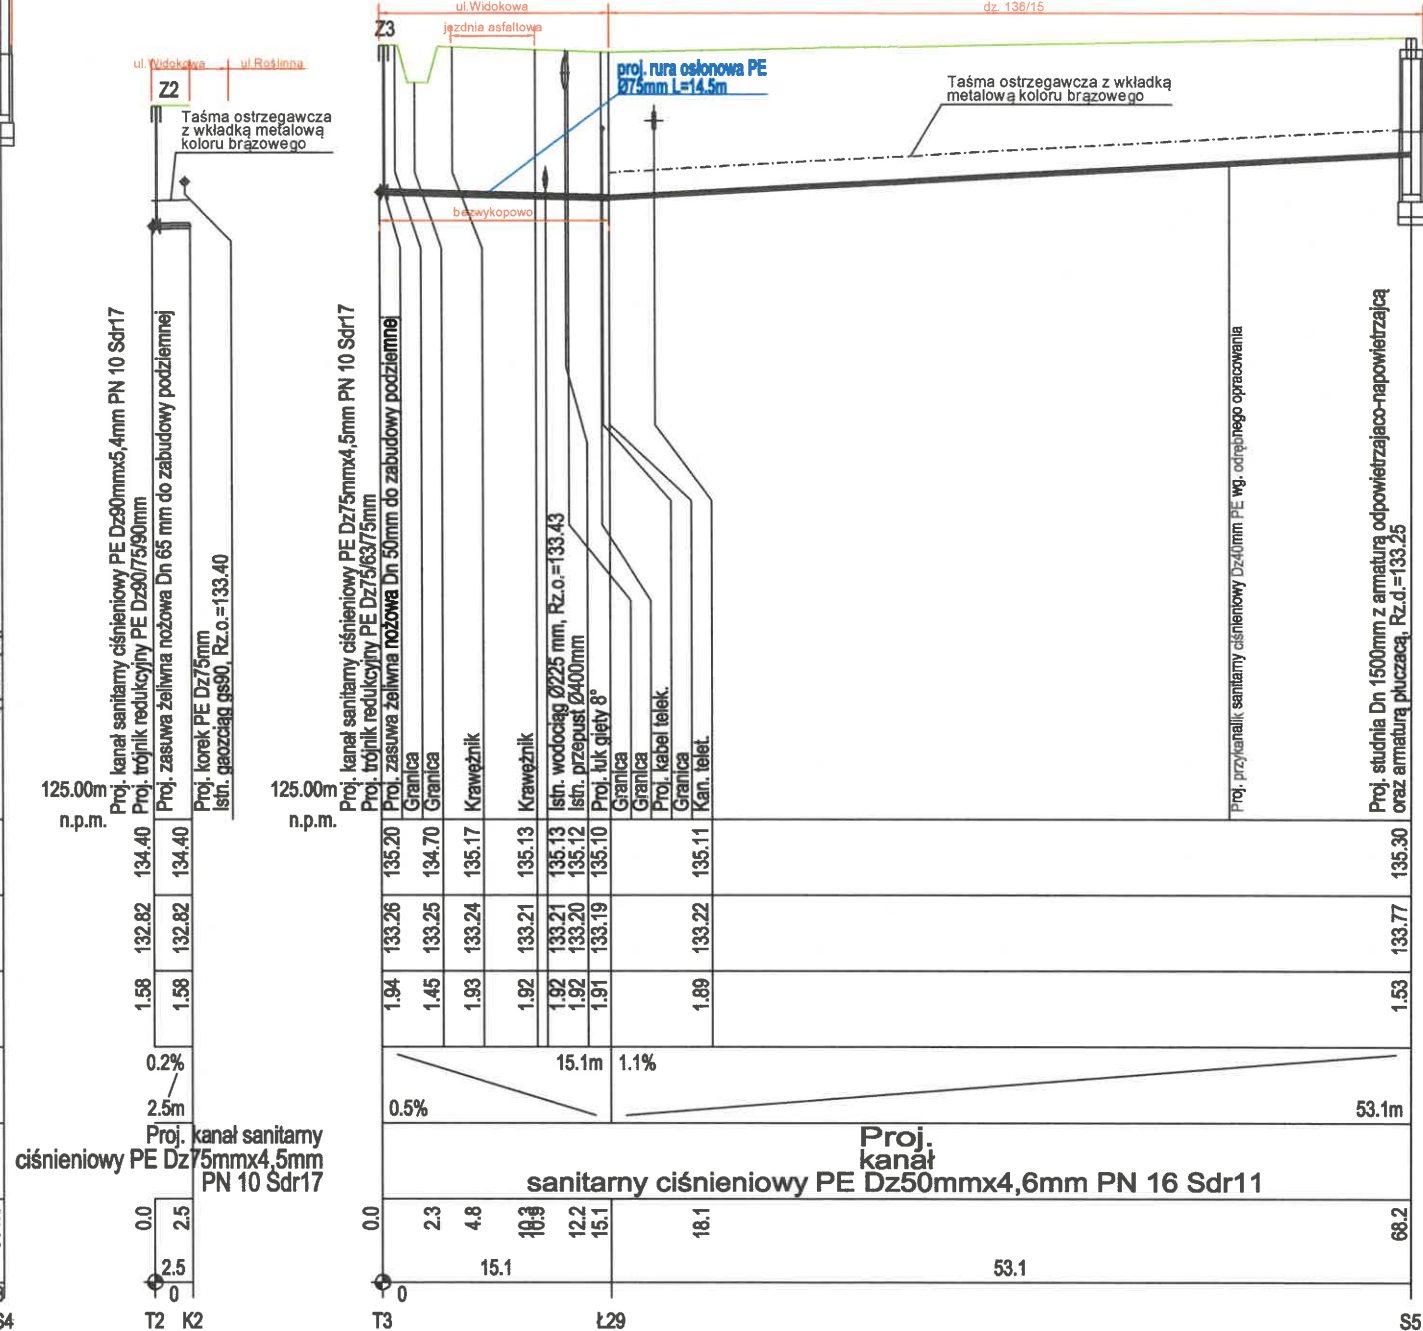 ul.Widokowa
dz. 136/15
jezdnia asfaltowa
Z3
ul.Widokowa
ul.Roślinna
Z2
proj. rura osłonowa PE
Ø75mm L=14.5m
Taśma ostrzegawcza z wkładką
metalową koloru brązowego
Taśma ostrzegawcza
z wkładką metalową
koloru brązowego
bezwykopowo
Proj. kanał sanitarny ciśnieniowy PE Dz90mmx5,4mm PN 10 Sdr17
Proj. trójnik redukcyjny PE Dz90/75/90mm
Proj. zasuwa żeliwna nożowa Dn 65 mm do zabudowy podziemnej
Proj. korek PE Dz75mm
Istn. gaozciąg gs90, Rz.o.=133.40
Proj. kanał sanitarny ciśnieniowy PE Dz75mmx4,5mm PN 10 Sdr17
Proj. trójnik redukcyjny PE Dz75/63/75mm
Proj. zasuwa żeliwna nożowa Dn 50mm do zabudowy podziemnej
Granica
Granica
Krawężnik
Krawężnik
Istn. wodociąg Ø225 mm, Rz.o.=133.43
Istn. przepust Ø400mm
Proj. łuk gięty 8°
Granica
Granica
Proj. kabel telek.
Granica
Kan. telet.
Proj. przykanalik sanitarny ciśnieniowy Dz40mm PE wg. odrębnego opracowania
Proj. studnia Dn 1500mm z armaturą odpowietrzajaco-napowietrzającą
oraz armaturą płuczacą, Rz.d.=133.25
125.00m
n.p.m.
125.00m
n.p.m.
134.40 134.40 135.20 134.70 135.17 135.13 135.13 135.12 135.10 135.11 135.30
132.82 132.82 133.26 133.25 133.24 133.21 133.21 133.20 133.19 133.22 133.77
1.58 1.58 1.94 1.45 1.93 1.92 1.92 1.92 1.91 1.89 1.53
0.2%
2.5m
15.1m
0.5%
1.1%
53.1m
Proj. kanał sanitarny
ciśnieniowy PE Dz75mmx4,5mm
PN 10 Sdr17
Proj.
kanał
sanitarny ciśnieniowy PE Dz50mmx4,6mm PN 16 Sdr11
0.0 2.5 0.0 2.3 4.8 10.3 10.9 12.2 15.1 18.1 68.2
2.5 15.1 53.1
0 0
S4 T2 K2 T3 Ł29 S5